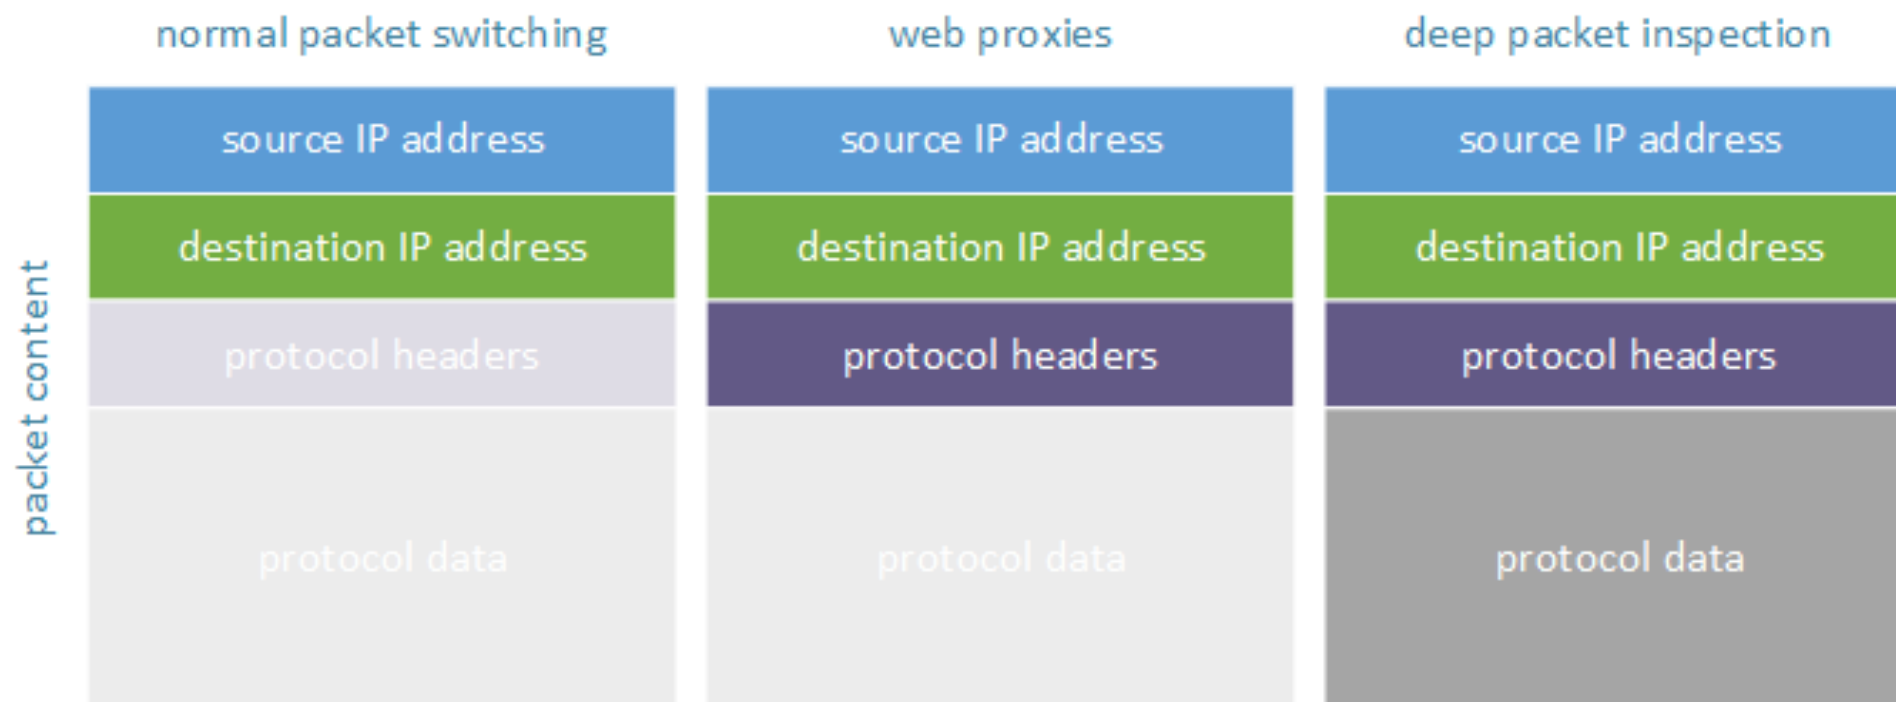 normal packet switching
web proxies
deep packet inspection
source IP address
source IP address
source IP address
destination IP address
destination IP address
destination IP address
protocol headers
protocol headers
protocol headers
packet content
protocol data
protocol data
protocol data